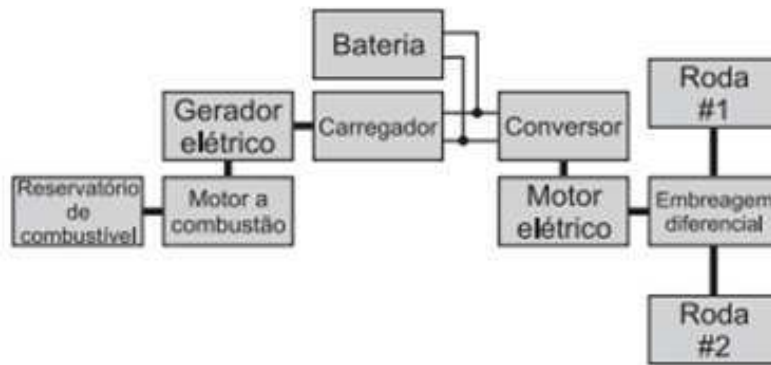 Bateria
Roda
#1
Gerador
elétrico
Carregador
Conversor
Reservatório
de
combustível
Motor a
combustão
Motor
elétrico
Embreagem
diferencial
Roda
#2